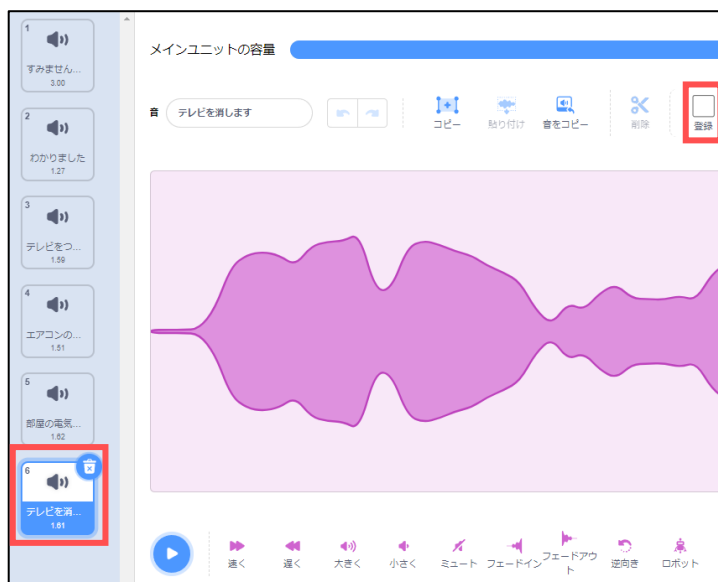 1
すみません...
3.00
2
わかりました
1.27
3
テレビをつ...
1.59
4
エアコンの...
1.51
5
部屋の電気...
1.62
6
テレビを消...
1.61
メインユニットの容量
音 テレビを消します
コピー 貼り付け 音をコピー 削除 登録
速く 遅く 大きく 小さく ミュート フェードイン フェードアウ
ト 逆向き ロボット